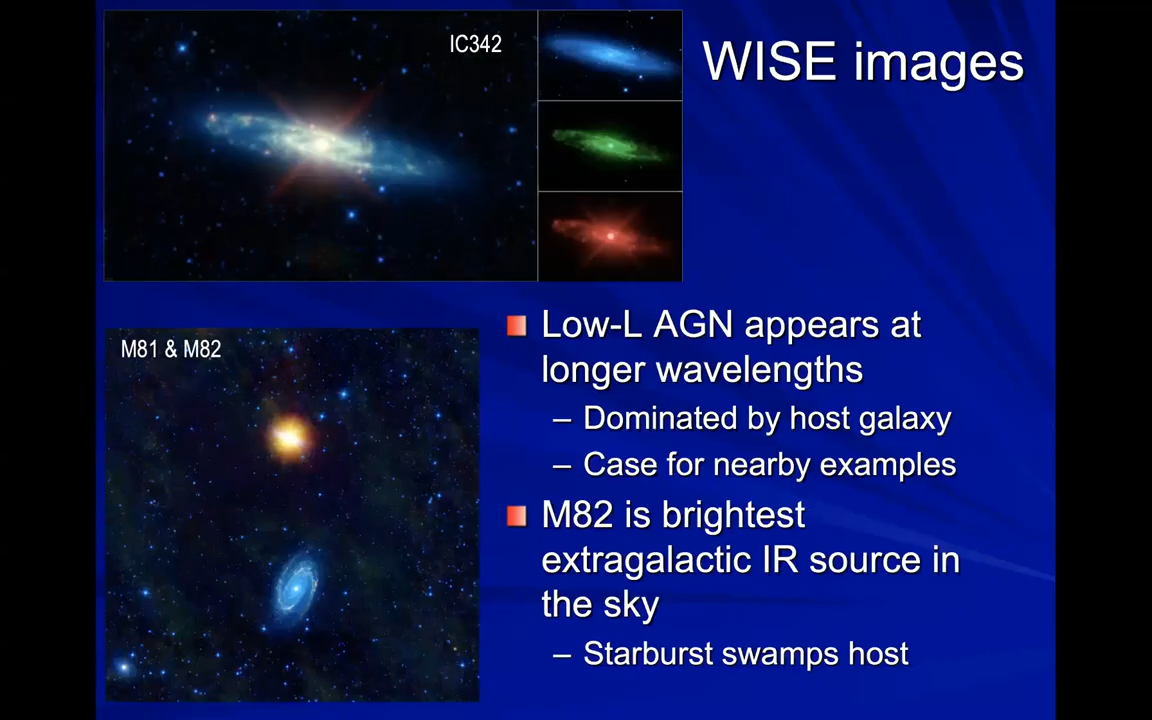 IC342
WISE images
M81 & M82
Low-L AGN appears at
longer wavelengths
– Dominated by host galaxy
– Case for nearby examples
M82 is brightest
extragalactic IR source in
the sky
– Starburst swamps host